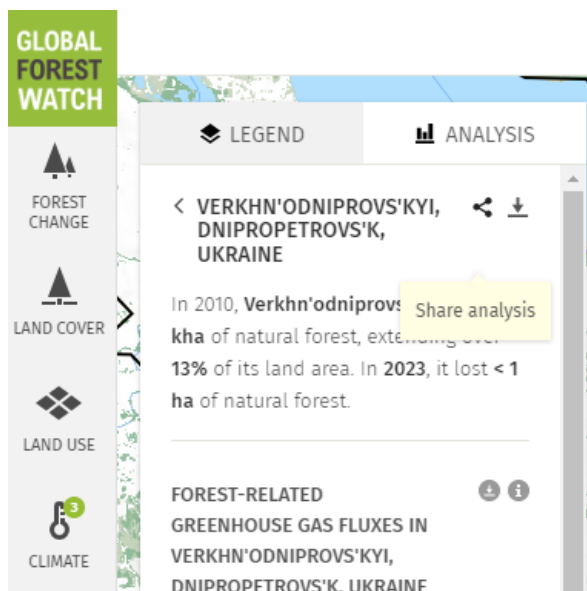 GLOBAL
FOREST
WATCH
FOREST
CHANGE
LAND COVER
LAND USE
3
CLIMATE
LEGEND
ANALYSIS
VERKHN'ODNIPROVS'KYI,
DNIPROPETROVS'K,
UKRAINE
Share analysis
In 2010, Verkhn'odniprovs
kha of natural forest, extending over
13% of its land area. In 2023, it lost < 1
ha of natural forest.
FOREST-RELATED
GREENHOUSE GAS FLUXES IN
VERKHN'ODNIPROVS'KYI,
DNIPROPETROVS'K, UKRAINE